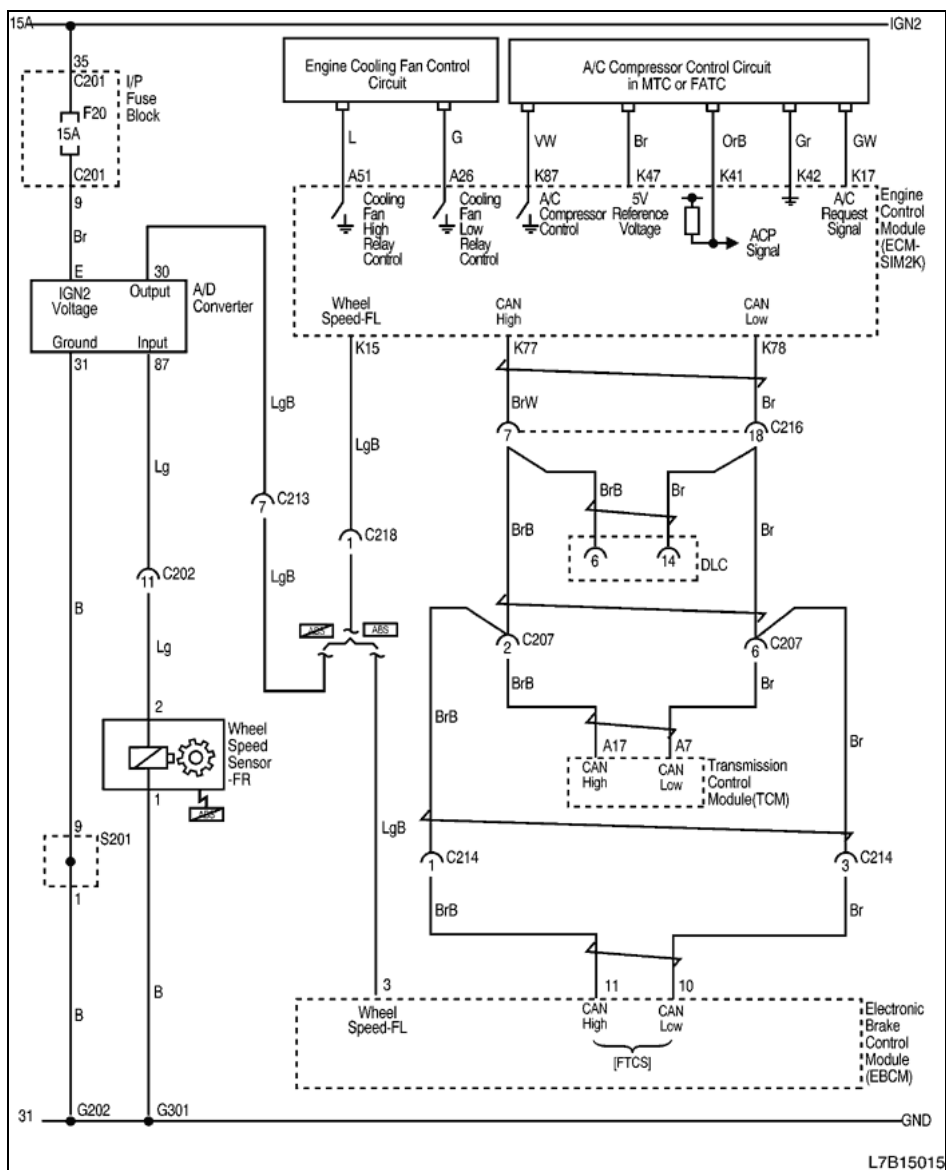 15A
IGN2
35
C201
I/P
Fuse
Block
F20
15A
C201
9
Br
Engine Cooling Fan Control
Circuit
A/C Compressor Control Circuit
in MTC or FATC
L
G
VW
Br
OrB
Gr
GW
A51
A26
K87
K47
K41
K42
K17
Cooling
Fan
High
Relay
Control
Cooling
Fan
Low
Relay
Control
A/C
Compressor
Control
5V
Reference
Voltage
ACP
Signal
A/C
Request
Signal
Engine
Control
Module
(ECM-
SIM2K)
E
30
IGN2
Voltage
Output
A/D
Converter
Ground
Input
31
87
Wheel
Speed-FL
CAN
High
CAN
Low
K15
K77
K78
LgB
BrW
Br
Lg
LgB
7
18
C216
7
C213
BrB
Br
BrB
Br
1
C218
6
14
DLC
11
C202
LgB
B
ABS
ABS
Lg
2
C207
6
C207
BrB
Br
2
Wheel
Speed
Sensor
-FR
1
ABS
BrB
Br
A17
A7
CAN
High
CAN
Low
Transmission
Control
Module(TCM)
9
S201
1
LgB
1
C214
3
C214
BrB
Br
B
B
3
11
10
Wheel
Speed-FL
CAN
High
CAN
Low
[FTCS]
Electronic
Brake
Control
Module
(EBCM)
31
G202
G301
GND
L7B15015